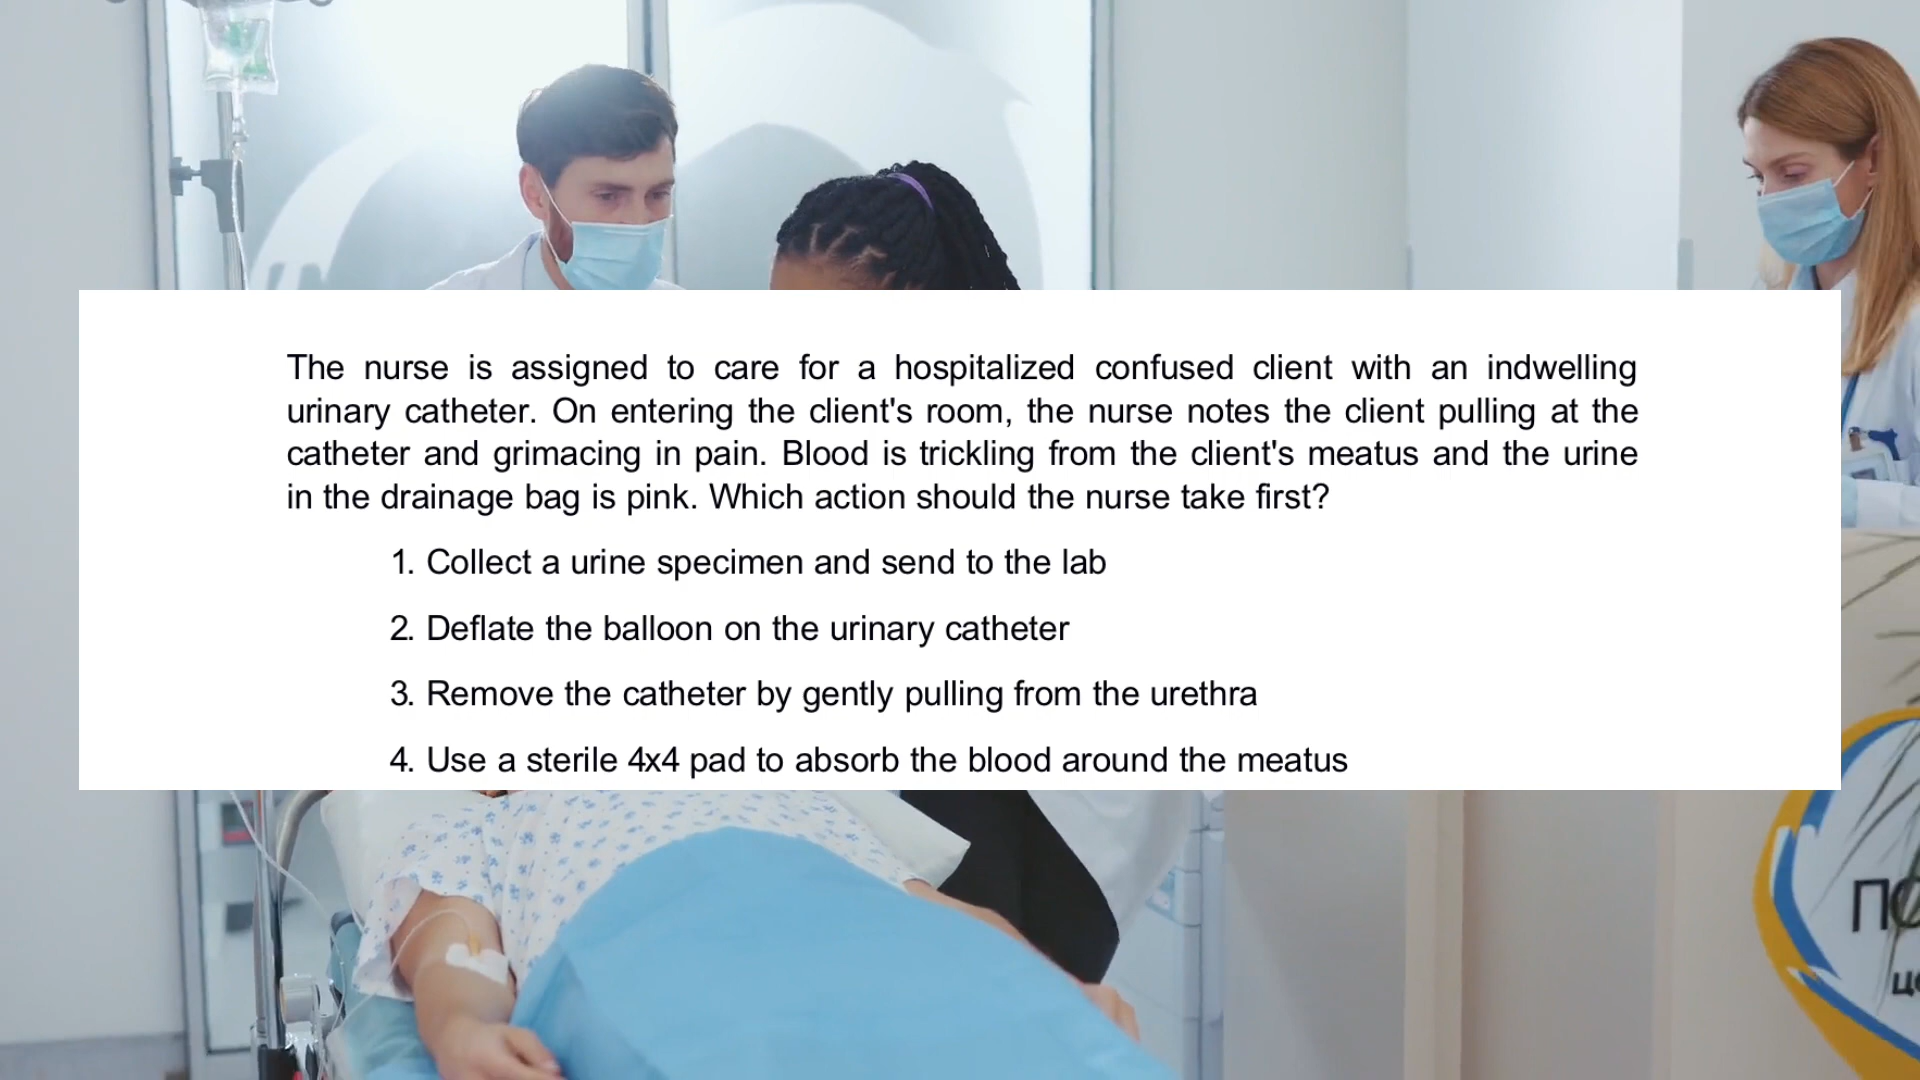 The nurse is assigned to care for a hospitalized confused client with an indwelling
urinary catheter. On entering the client's room, the nurse notes the client pulling at the
catheter and grimacing in pain. Blood is trickling from the client's meatus and the urine
in the drainage bag is pink. Which action should the nurse take first?
1. Collect a urine specimen and send to the lab
2. Deflate the balloon on the urinary catheter
3. Remove the catheter by gently pulling from the urethra
4. Use a sterile 4x4 pad to absorb the blood around the meatus